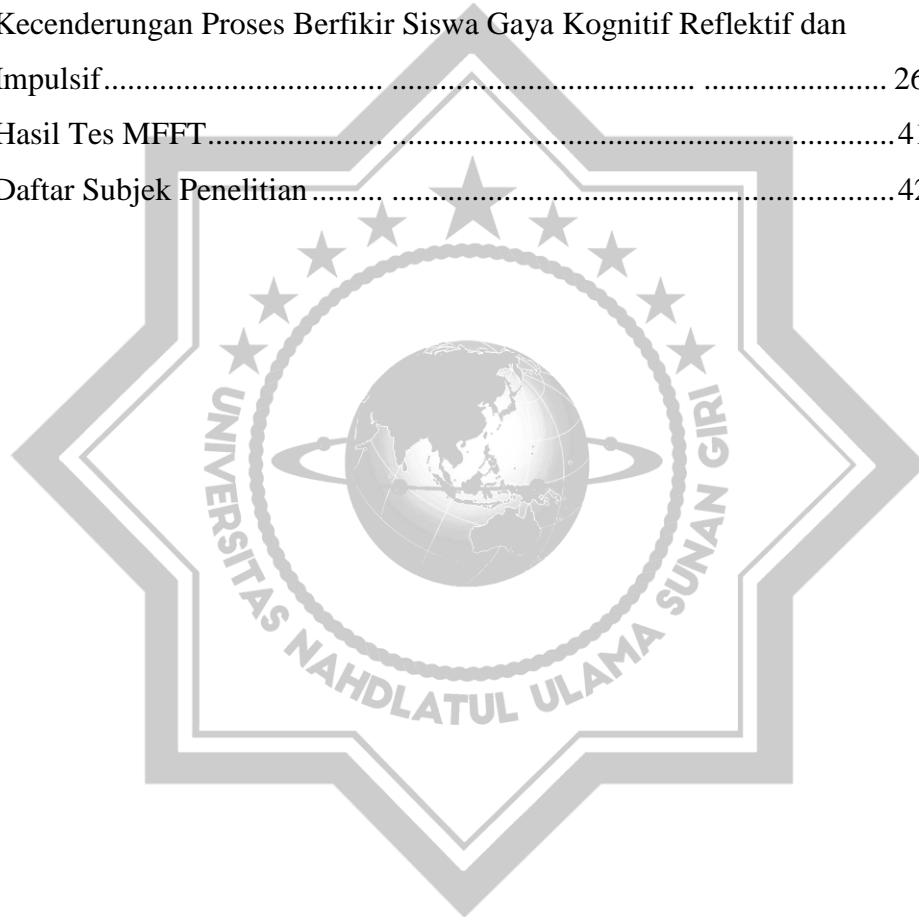 Kecenderungan Proses Berfikir Siswa Gaya Kognitif Reflektif dan
Impulsif.................................. ..................................... ...................... 26
Hasil Tes MFFT..................... .............................................................41
Daftar Subjek Penelitian ......... .............................................................42
UNIVERSITAS NAHDLATUL ULAMA SUNAN GIRI